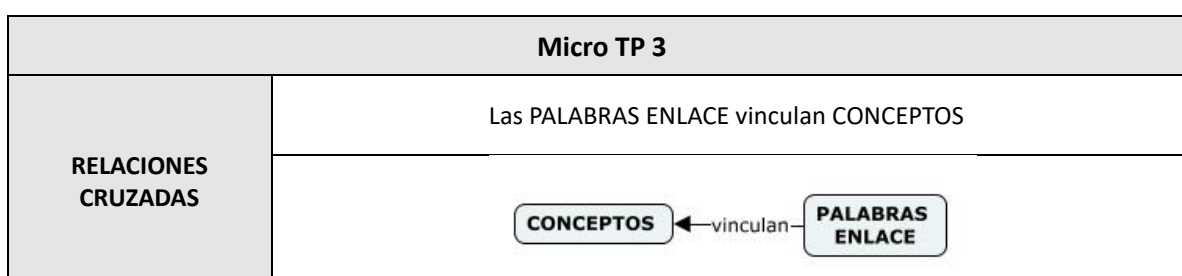 Micro TP 3
Las PALABRAS ENLACE vinculan CONCEPTOS
RELACIONES
CRUZADAS
CONCEPTOS
vinculan
PALABRAS
ENLACE